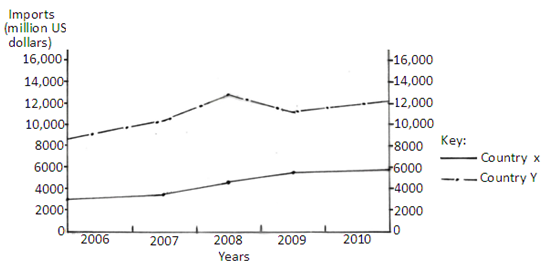 Imports
(million US
dollars)
16,000 16,000
14,000 14,000
12,000 12,000
10,000 10,000
8000 8000
6000 6000
4000 4000
2000 2000
0 0
Key:
Country x
Country Y
2006 2007 2008 2009 2010
Years